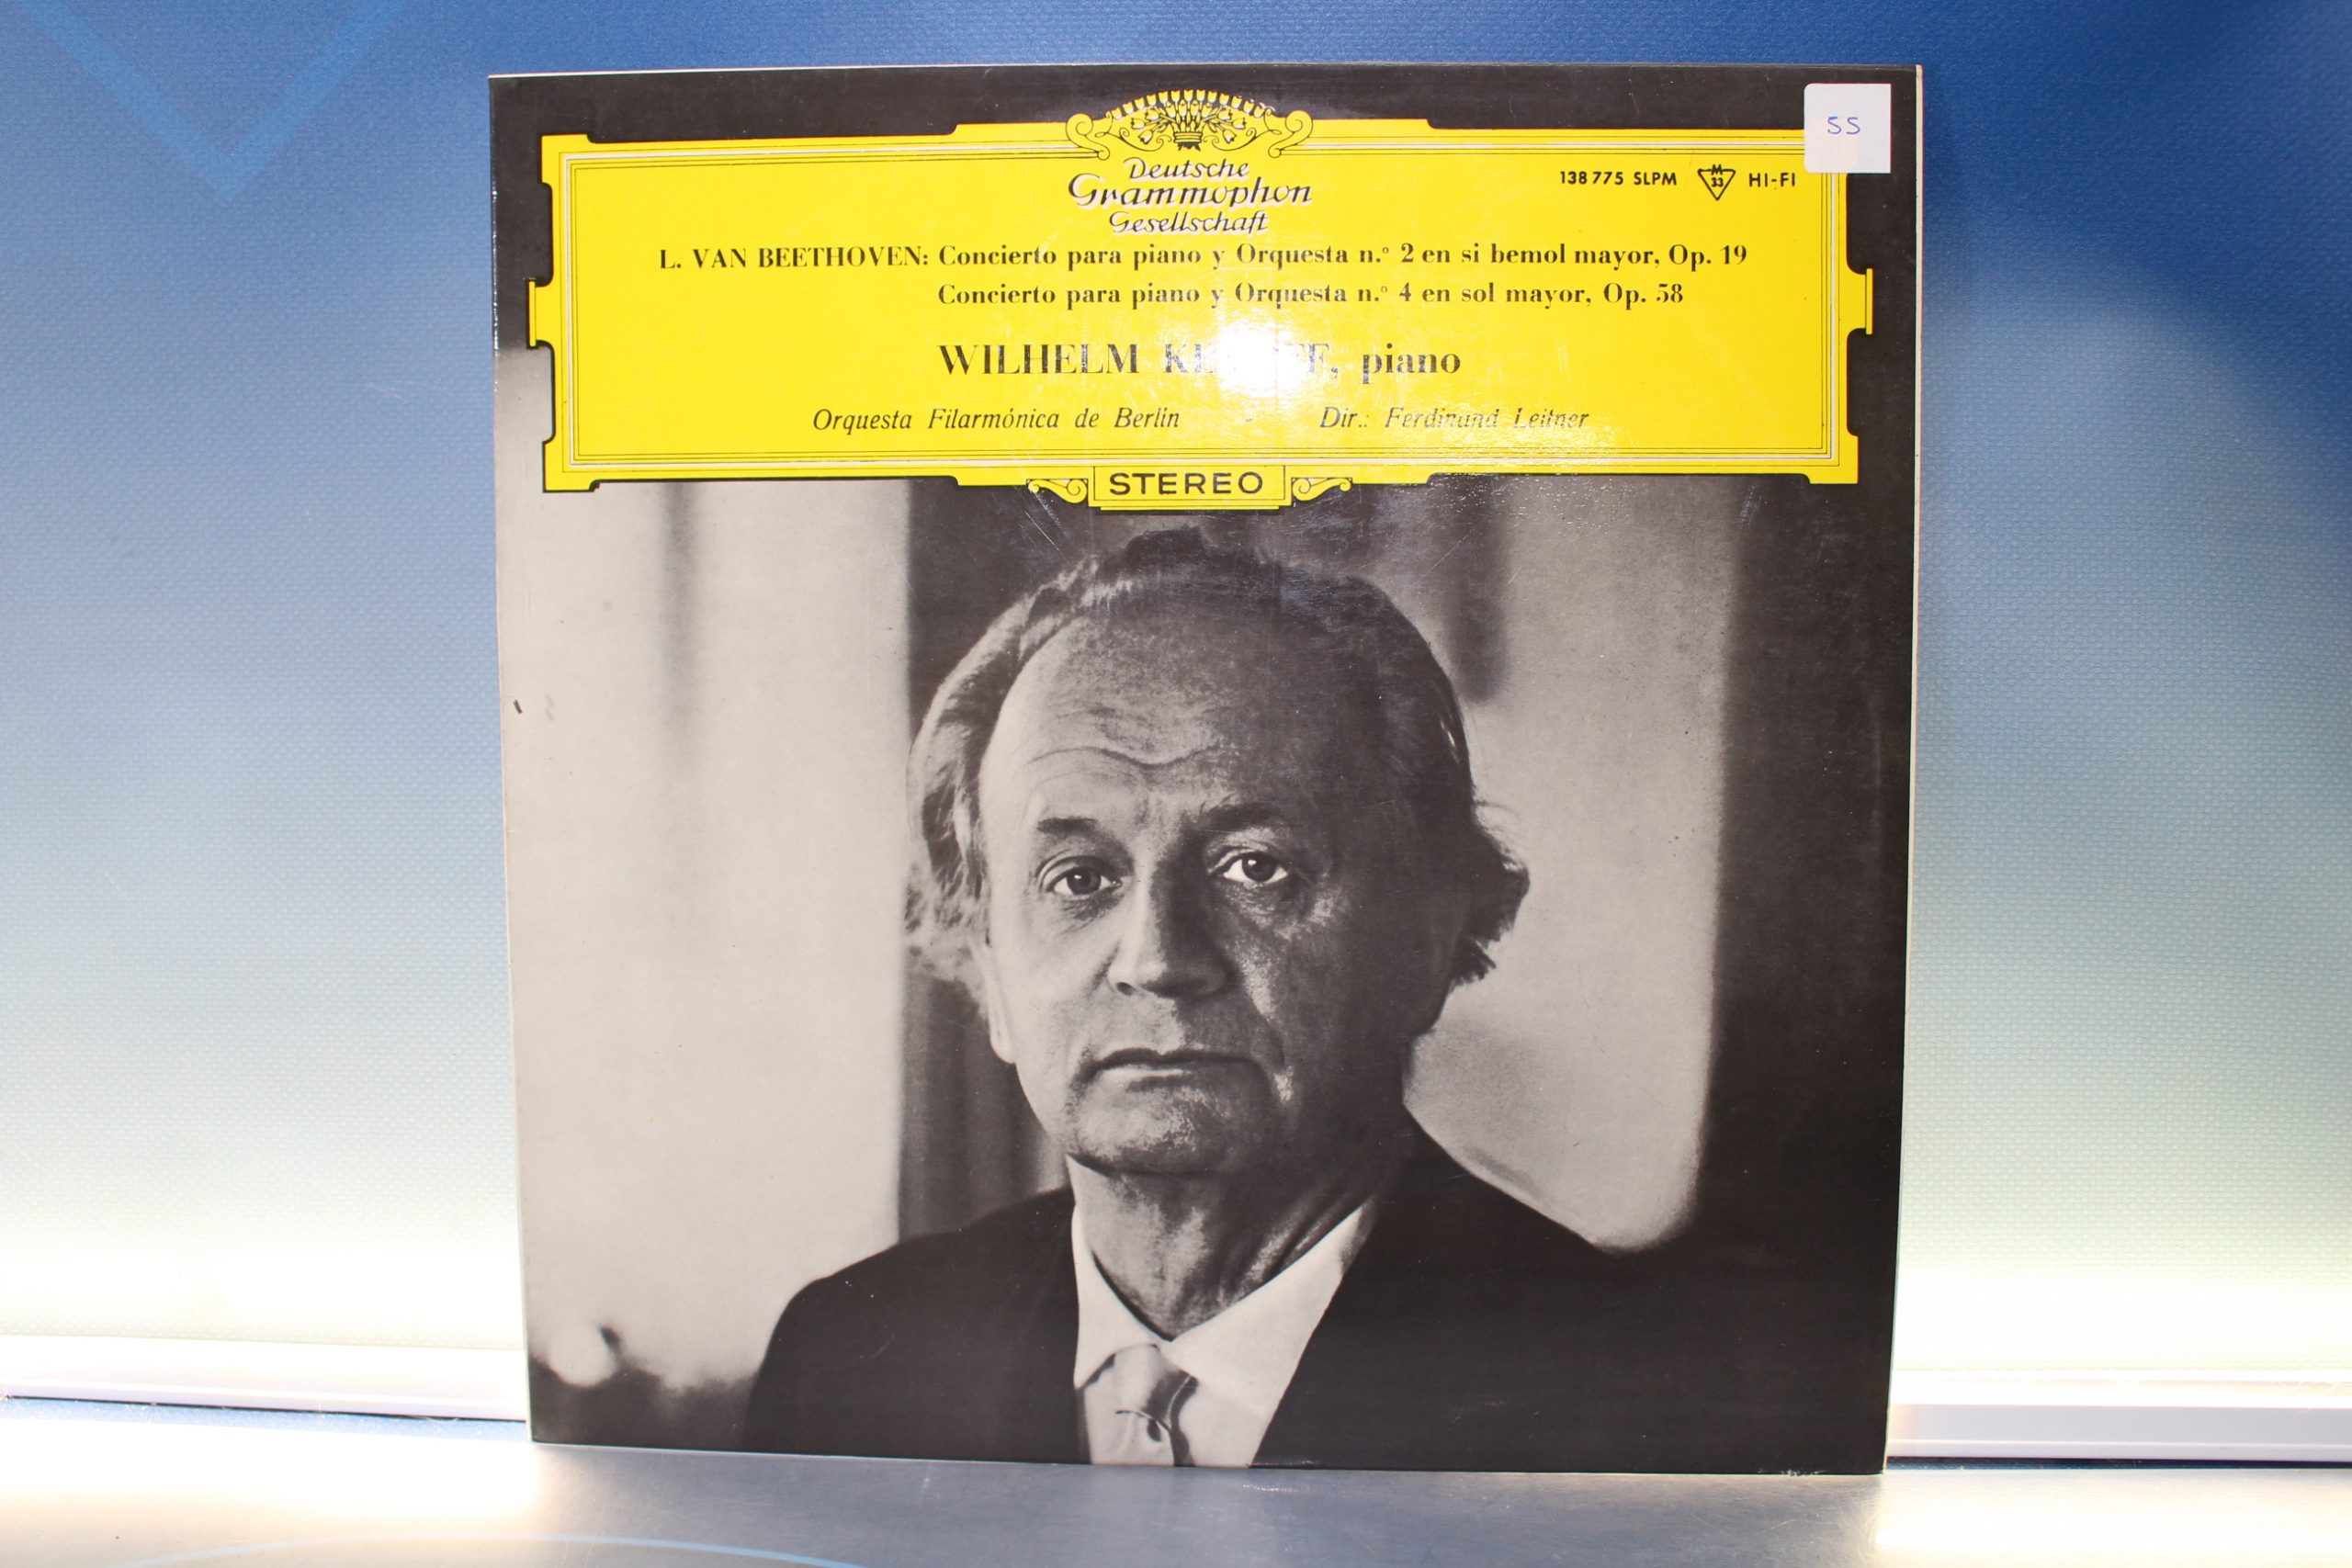 55
Deutsche
Grammophon
Gesellschaft
138 775 SLPM M 33 HI-FI
L. VAN BEETHOVEN: Concierto para piano y Orquesta n.º 2 en si bemol mayor, Op. 19
Concierto para piano y Orquesta n.º 4 en sol mayor, Op. 58
WILHELM piano
Orquesta Filarmónica de Berlín - Dir.: Ferdinand Leitner
STEREO